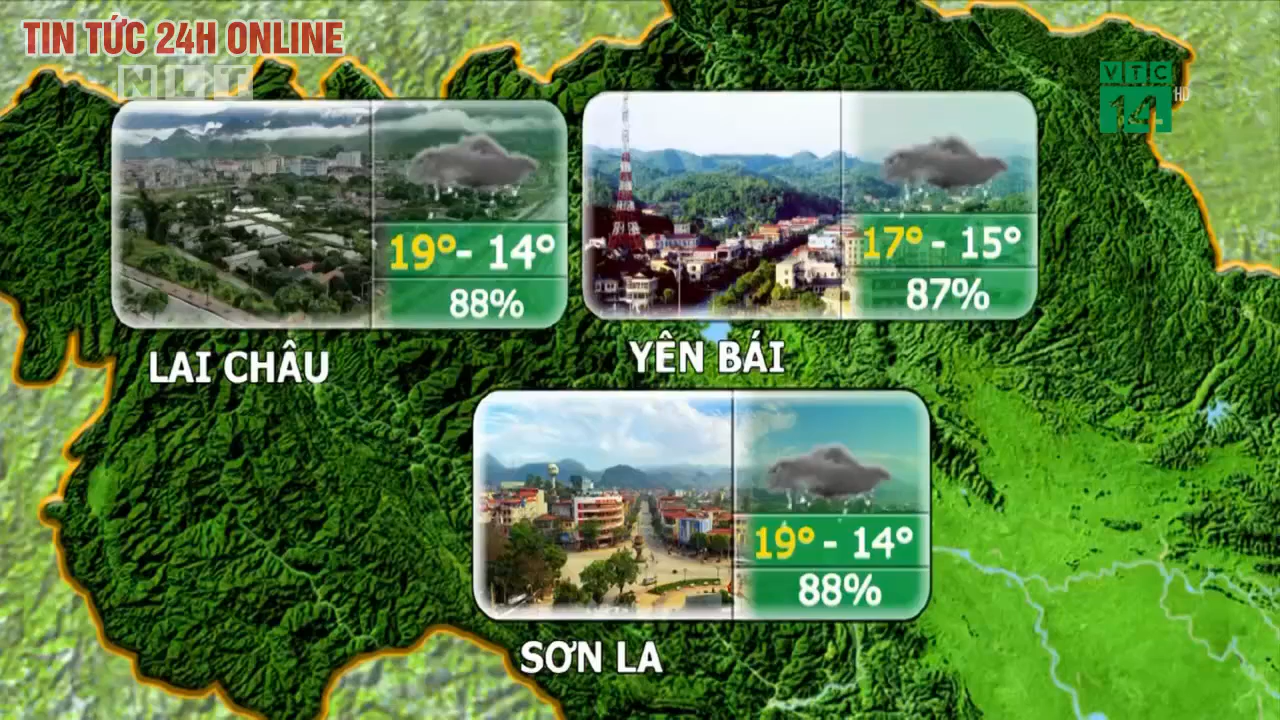 TIN TỨC 24H ONLINE
NLT
VTC
14
HD
19° - 14°
88%
LAI CHÂU
17° - 15°
87%
YÊN BÁI
19° - 14°
88%
SƠN LA